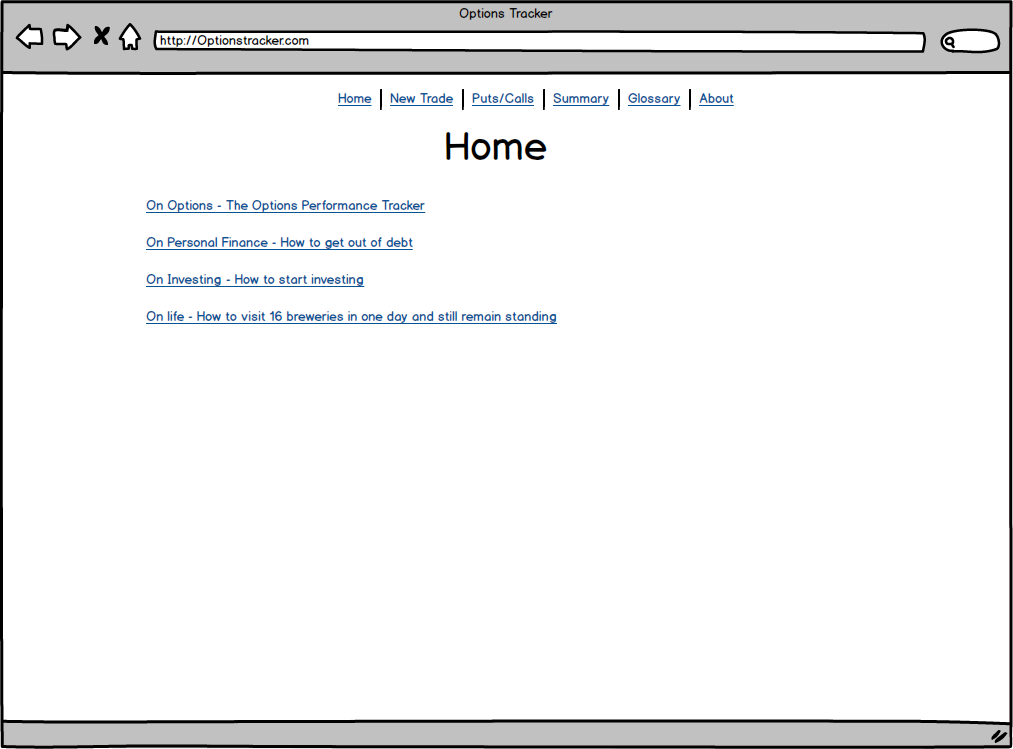 Options Tracker
http://Optionstracker.com
Home New Trade Puts/Calls Summary Glossary About
Home
On Options - The Options Performance Tracker
On Personal Finance - How to get out of debt
On Investing - How to start investing
On life - How to visit 16 breweries in one day and still remain standing